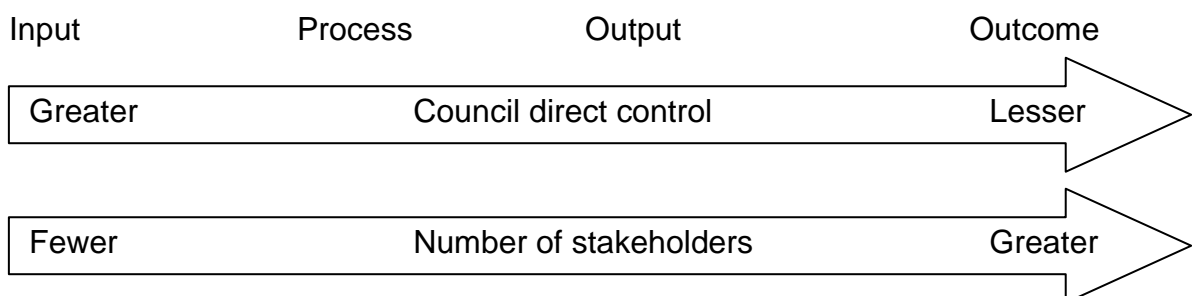 Input Process Output Outcome
Greater Council direct control Lesser
Fewer Number of stakeholders Greater